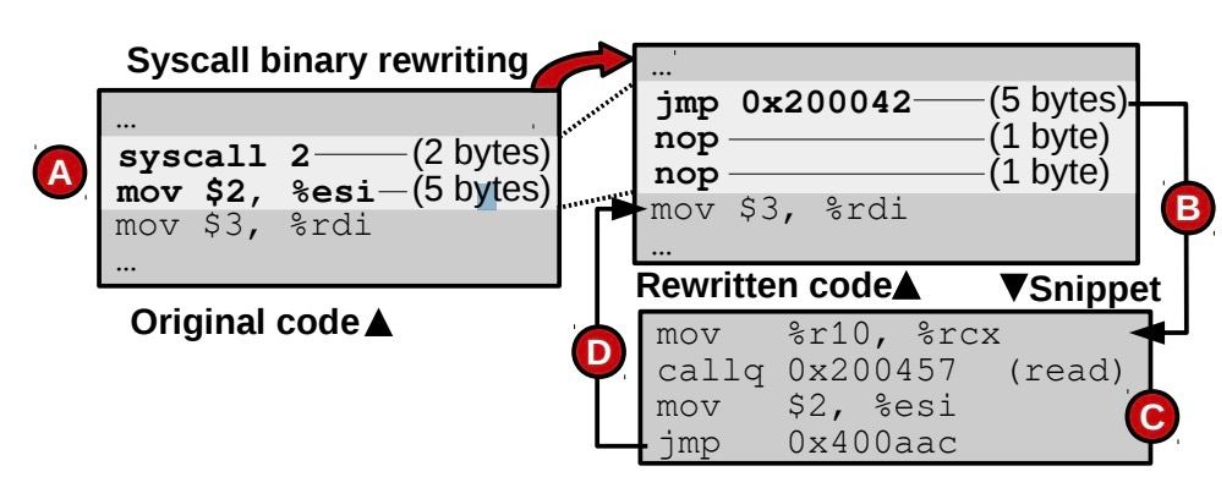 Syscall binary rewriting
...
syscall 2 (2 bytes)
mov $2, %esi (5 bytes)
mov $3, %rdi
...
Original code▲
A
...
jmp 0x200042 (5 bytes)
nop (1 byte)
nop (1 byte)
mov $3, %rdi
...
Rewritten code▲
B
▼Snippet
mov %r10, %rcx
callq 0x200457 (read)
mov $2, %esi
jmp 0x400aac
C
D